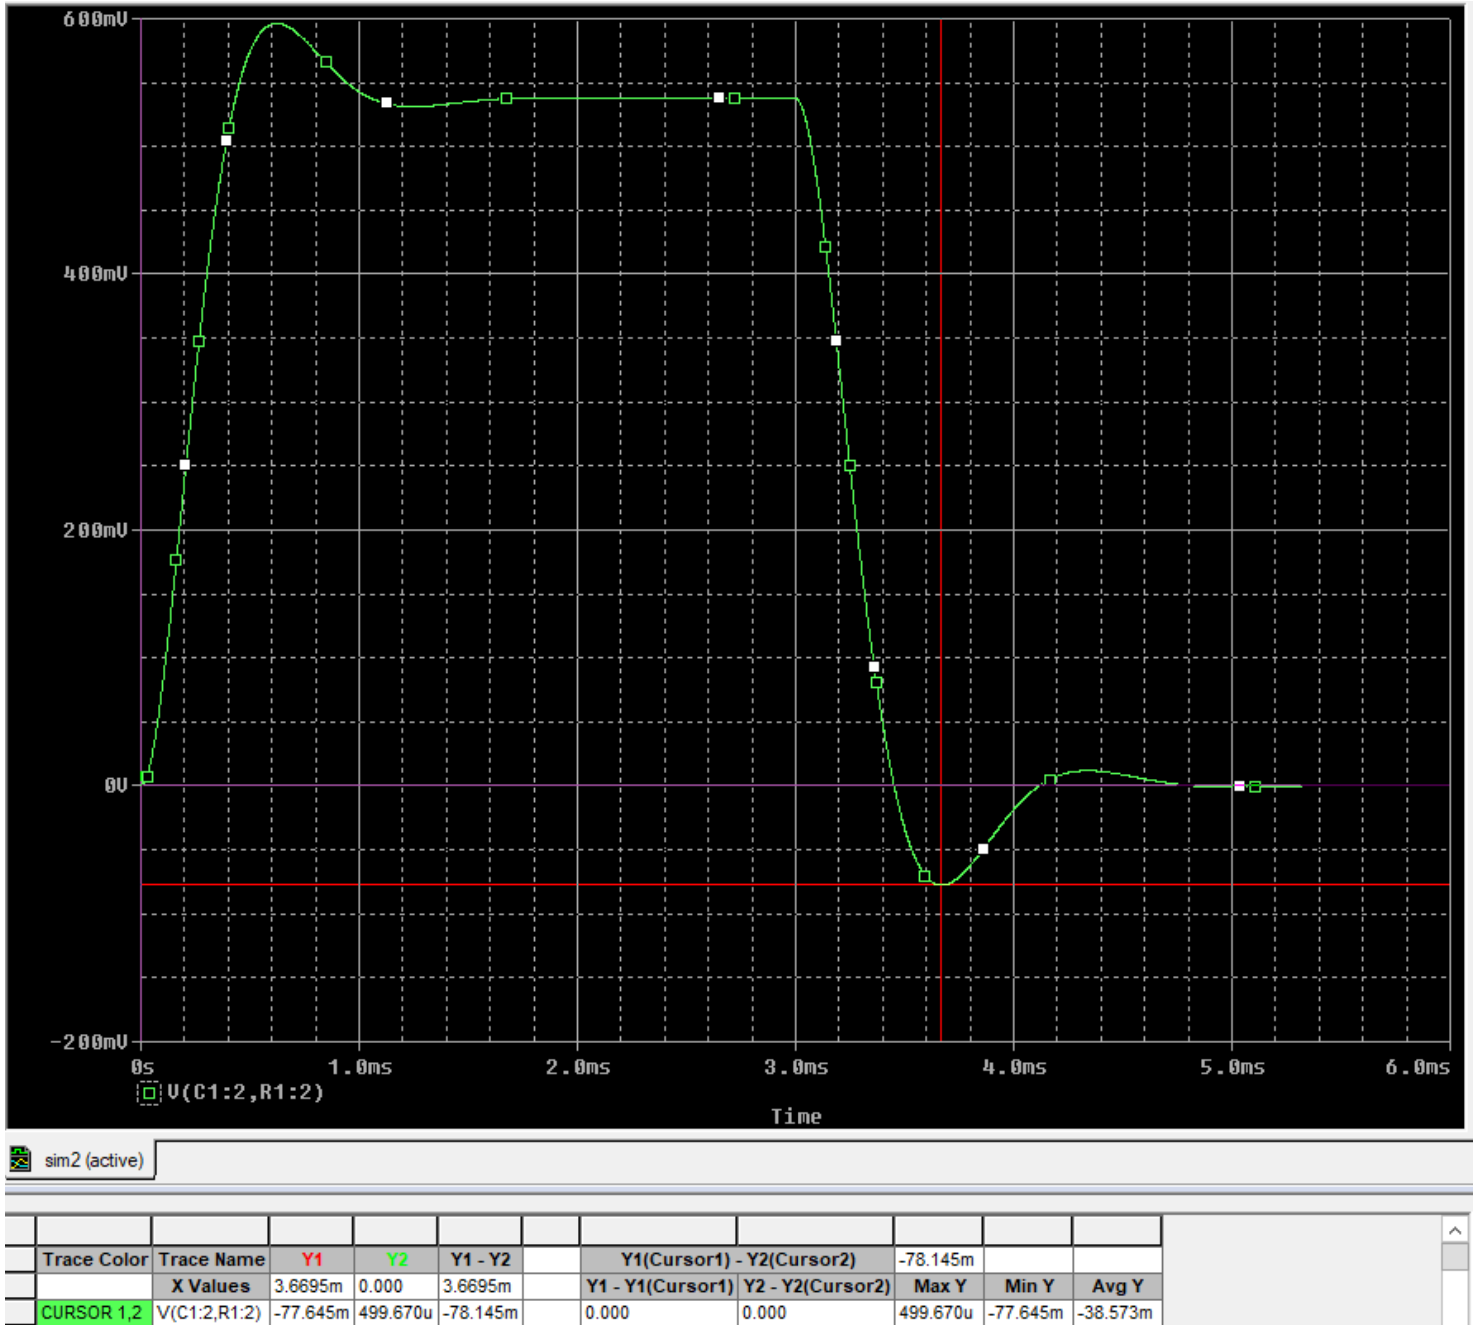 600mV
400mV
200mV
0V
-200mV
0s 1.0ms 2.0ms 3.0ms 4.0ms 5.0ms 6.0ms
V(C1:2,R1:2)
Time
sim2 (active)
Trace Color Trace Name Y1 Y2 Y1 - Y2 Y1(Cursor1) - Y2(Cursor2) -78.145m
X Values 3.6695m 0.000 3.6695m Y1 - Y1(Cursor1) Y2 - Y2(Cursor2) Max Y Min Y Avg Y
CURSOR 1,2 V(C1:2,R1:2) -77.645m 499.670u -78.145m 0.000 0.000 499.670u -77.645m -38.573m